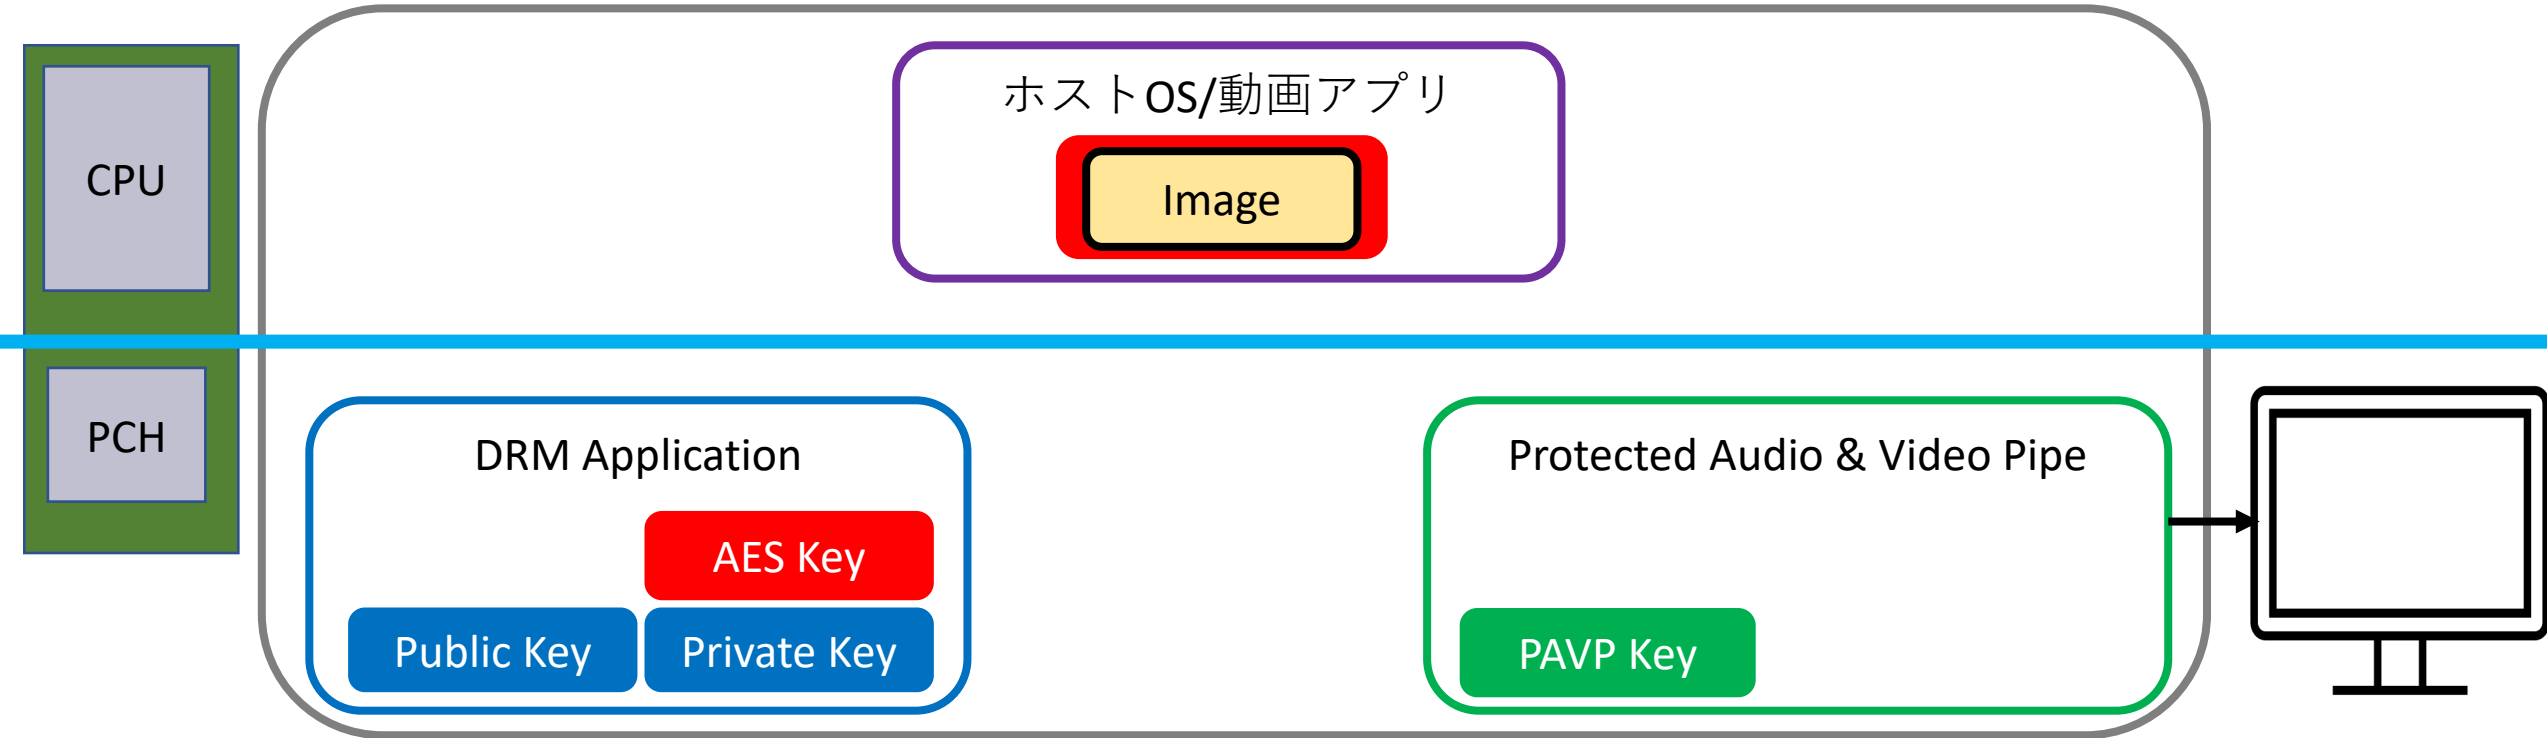 CPU
ホストOS/動画アプリ
Image
PCH
DRM Application
AES Key
Public Key
Private Key
Protected Audio & Video Pipe
PAVP Key